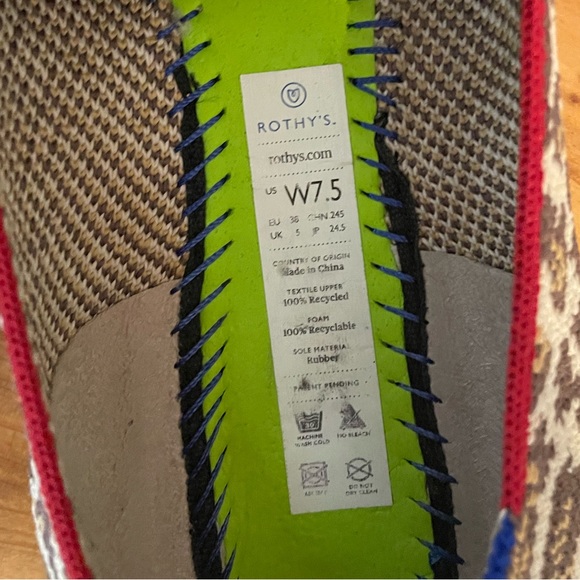 ROTHY'S.
rothys.com
US W7.5
EU 38 CHN 245
UK 5 JP 24.5
COUNTRY OF ORIGIN
Made in China
TEXTILE UPPER
100% Recycled
FOAM
100% Recyclable
SOLE MATERIAL
Rubber
PATENT PENDING
30
MACHINE NO BLEACH
WASH COLD
AIR DRY DO NOT
DRY CLEAN